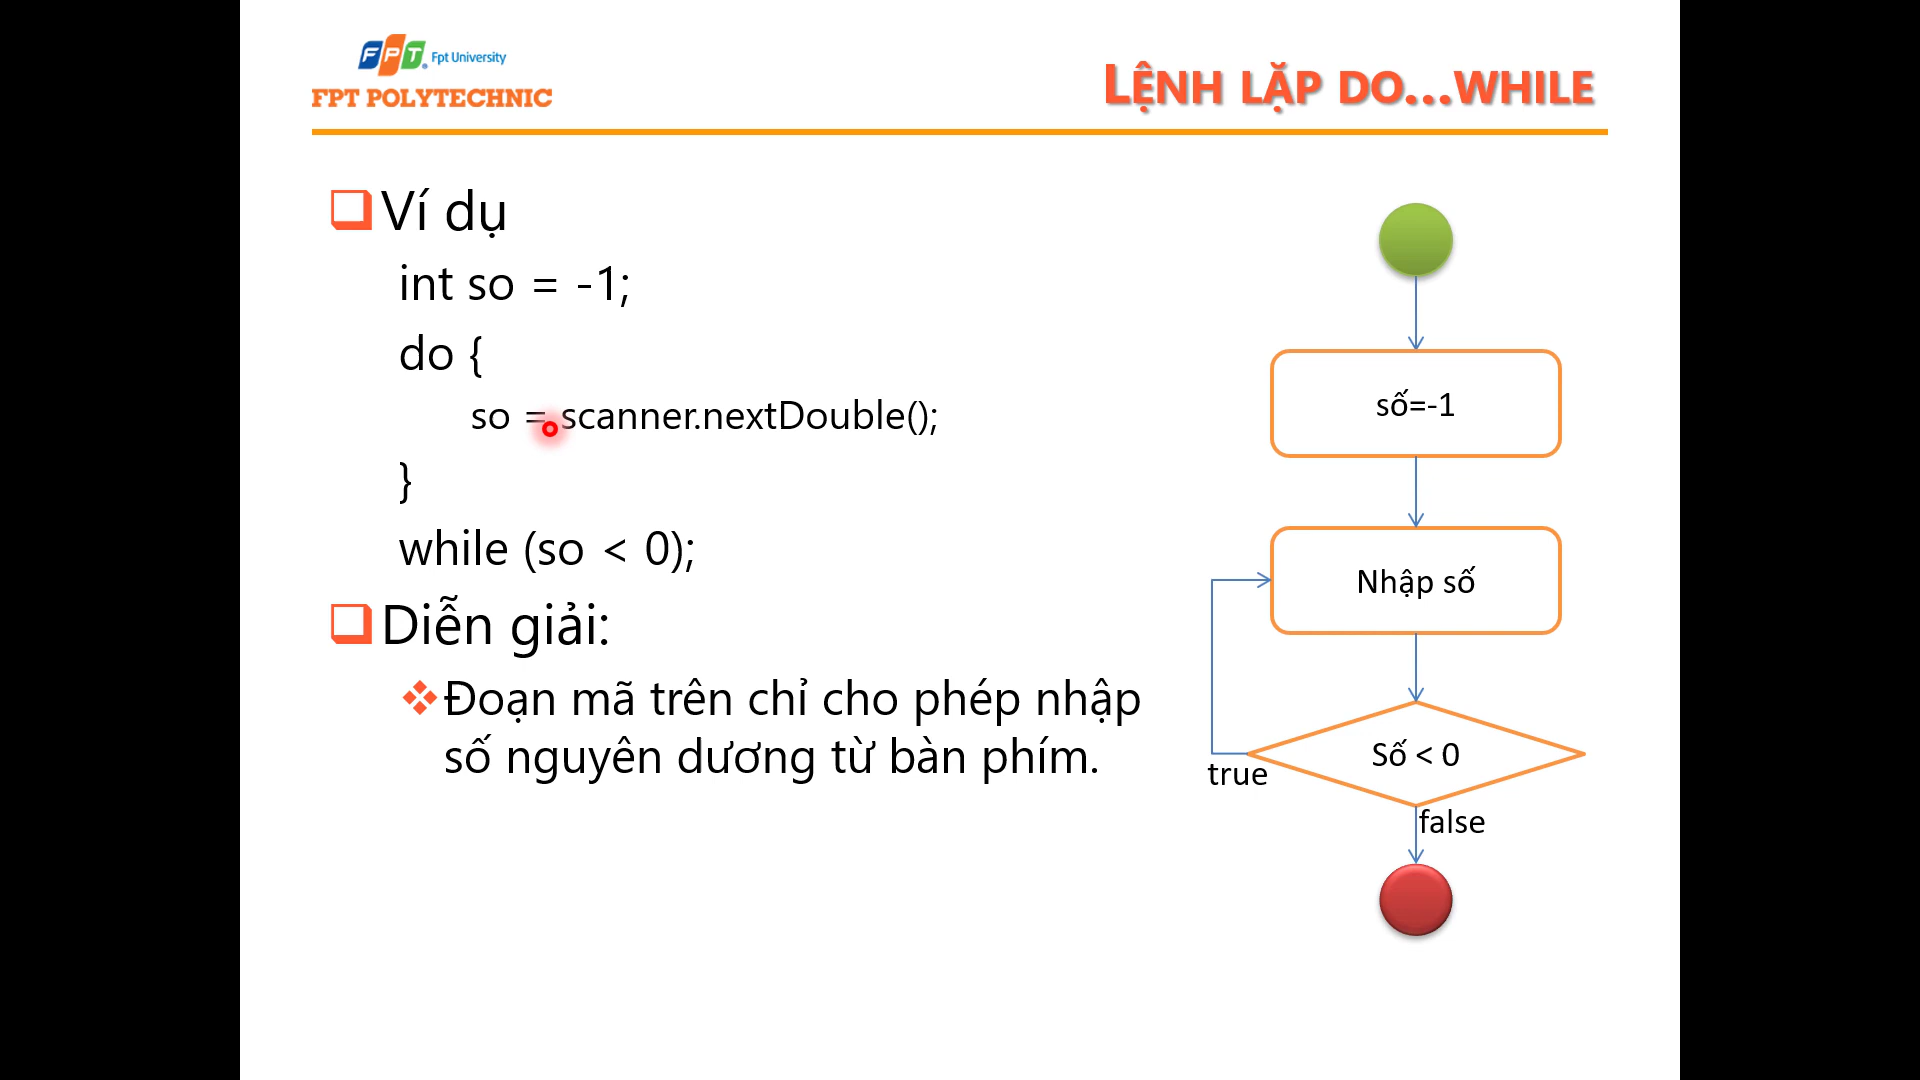 FPT Fpt University
FPT POLYTECHNIC
LỆNH LẶP DO...WHILE
Ví dụ
int so = -1;
do {
so = scanner.nextDouble();
}
while (so < 0);
Diễn giải:
Đoạn mã trên chỉ cho phép nhập
số nguyên dương từ bàn phím.
số=-1
Nhập số
Số < 0
true
false